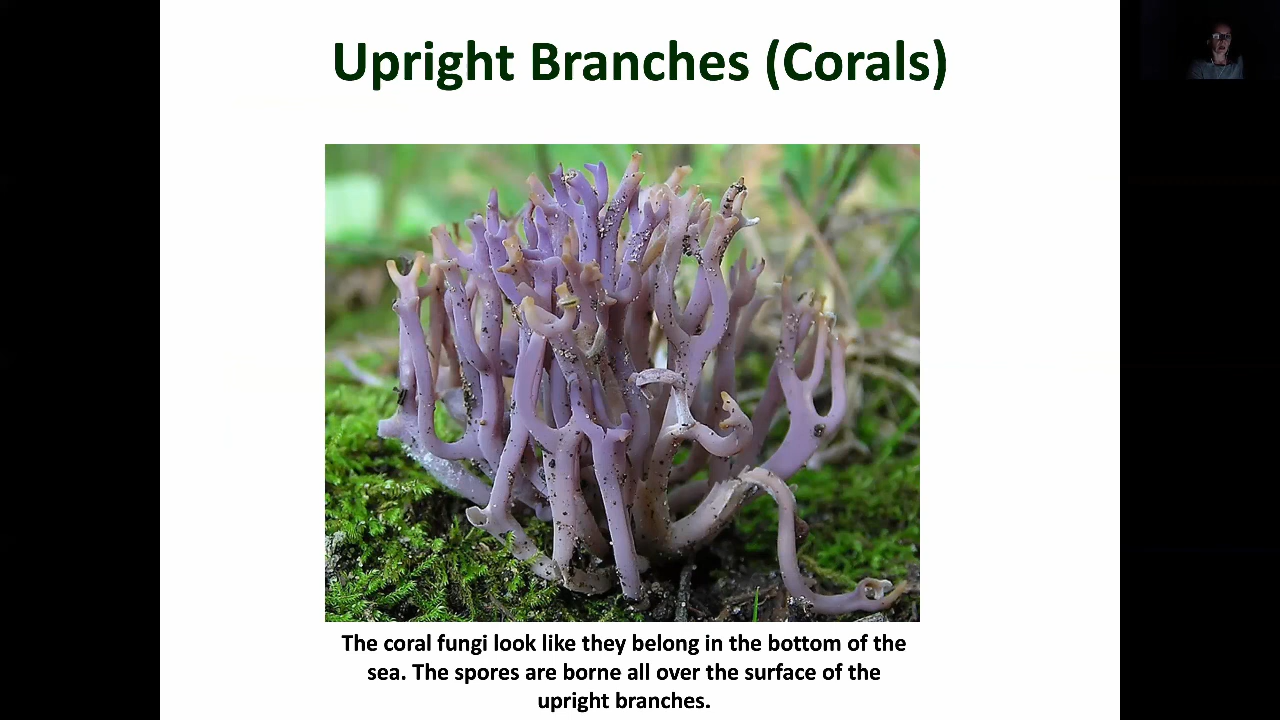 Upright Branches (Corals)
The coral fungi look like they belong in the bottom of the
sea. The spores are borne all over the surface of the
upright branches.